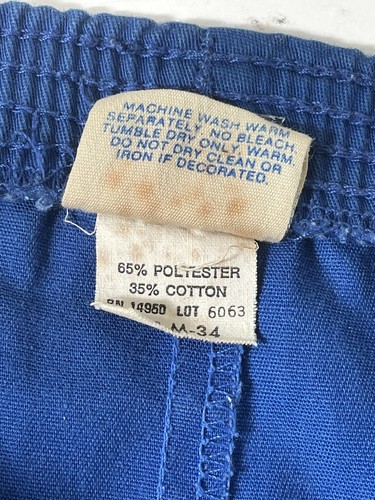 MACHINE WASH WARM
SEPARATELY, NO BLEACH,
TUMBLE DRY ONLY, WARM.
DO NOT DRY CLEAN OR
IRON IF DECORATED.
65% POLYESTER
35% COTTON
RN 14950 LOT 6063
M-34